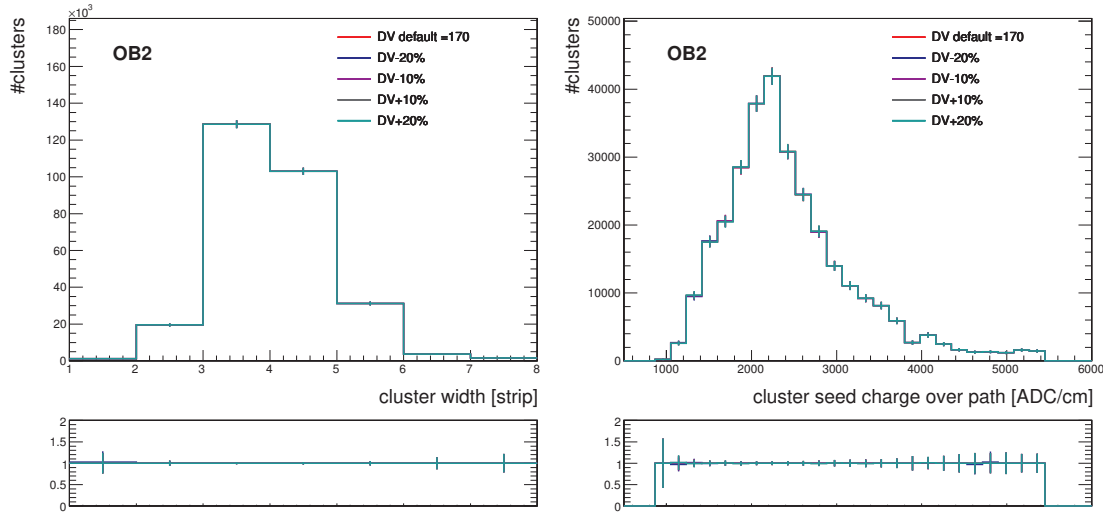 ×10³
180
160
140
120
100
80
60
40
20
0
#clusters
OB2
DV default =170
DV-20%
DV-10%
DV+10%
DV+20%
1 2 3 4 5 6 7 8
cluster width [strip]
2
1.5
1
0.5
0
50000
40000
30000
20000
10000
0
#clusters
OB2
DV default =170
DV-20%
DV-10%
DV+10%
DV+20%
1000 2000 3000 4000 5000 6000
cluster seed charge over path [ADC/cm]
2
1.5
1
0.5
0